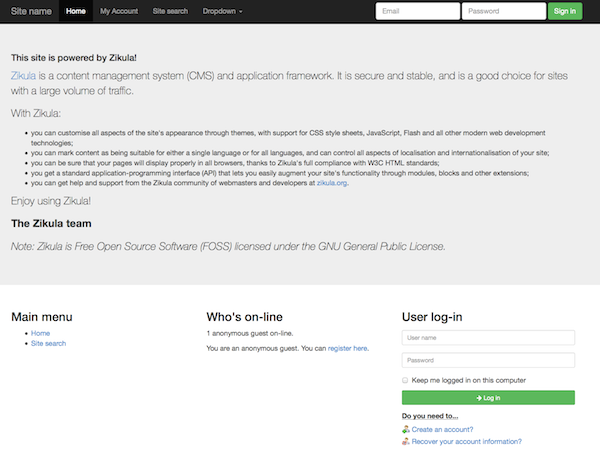 Site name Home My Account Site search Dropdown Email Password Sign in
This site is powered by Zikula!
Zikula is a content management system (CMS) and application framework. It is secure and stable, and is a good choice for sites
with a large volume of traffic.
With Zikula:
you can customise all aspects of the site's appearance through themes, with support for CSS style sheets, JavaScript, Flash and all other modern web development
technologies;
you can mark content as being suitable for either a single language or for all languages, and can control all aspects of localisation and internationalisation of your site;
you can be sure that your pages will display properly in all browsers, thanks to Zikula's full compliance with W3C HTML standards;
you get a standard application-programming interface (API) that lets you easily augment your site's functionality through modules, blocks and other extensions;
you can get help and support from the Zikula community of webmasters and developers at zikula.org.
Enjoy using Zikula!
The Zikula team
Note: Zikula is Free Open Source Software (FOSS) licensed under the GNU General Public License.
Main menu
Home
Site search
Who's on-line
1 anonymous guest on-line.
You are an anonymous guest. You can register here.
User log-in
User name
Password
Keep me logged in on this computer
Log in
Do you need to...
Create an account?
Recover your account information?